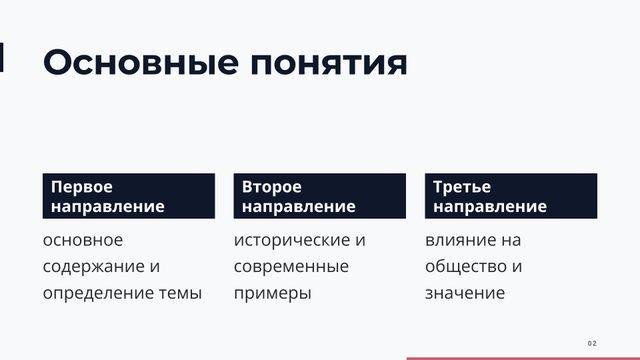 Основные понятия
Первое
направление
основное
содержание и
определение темы
Второе
направление
исторические и
современные
примеры
Третье
направление
влияние на
общество и
значение
02